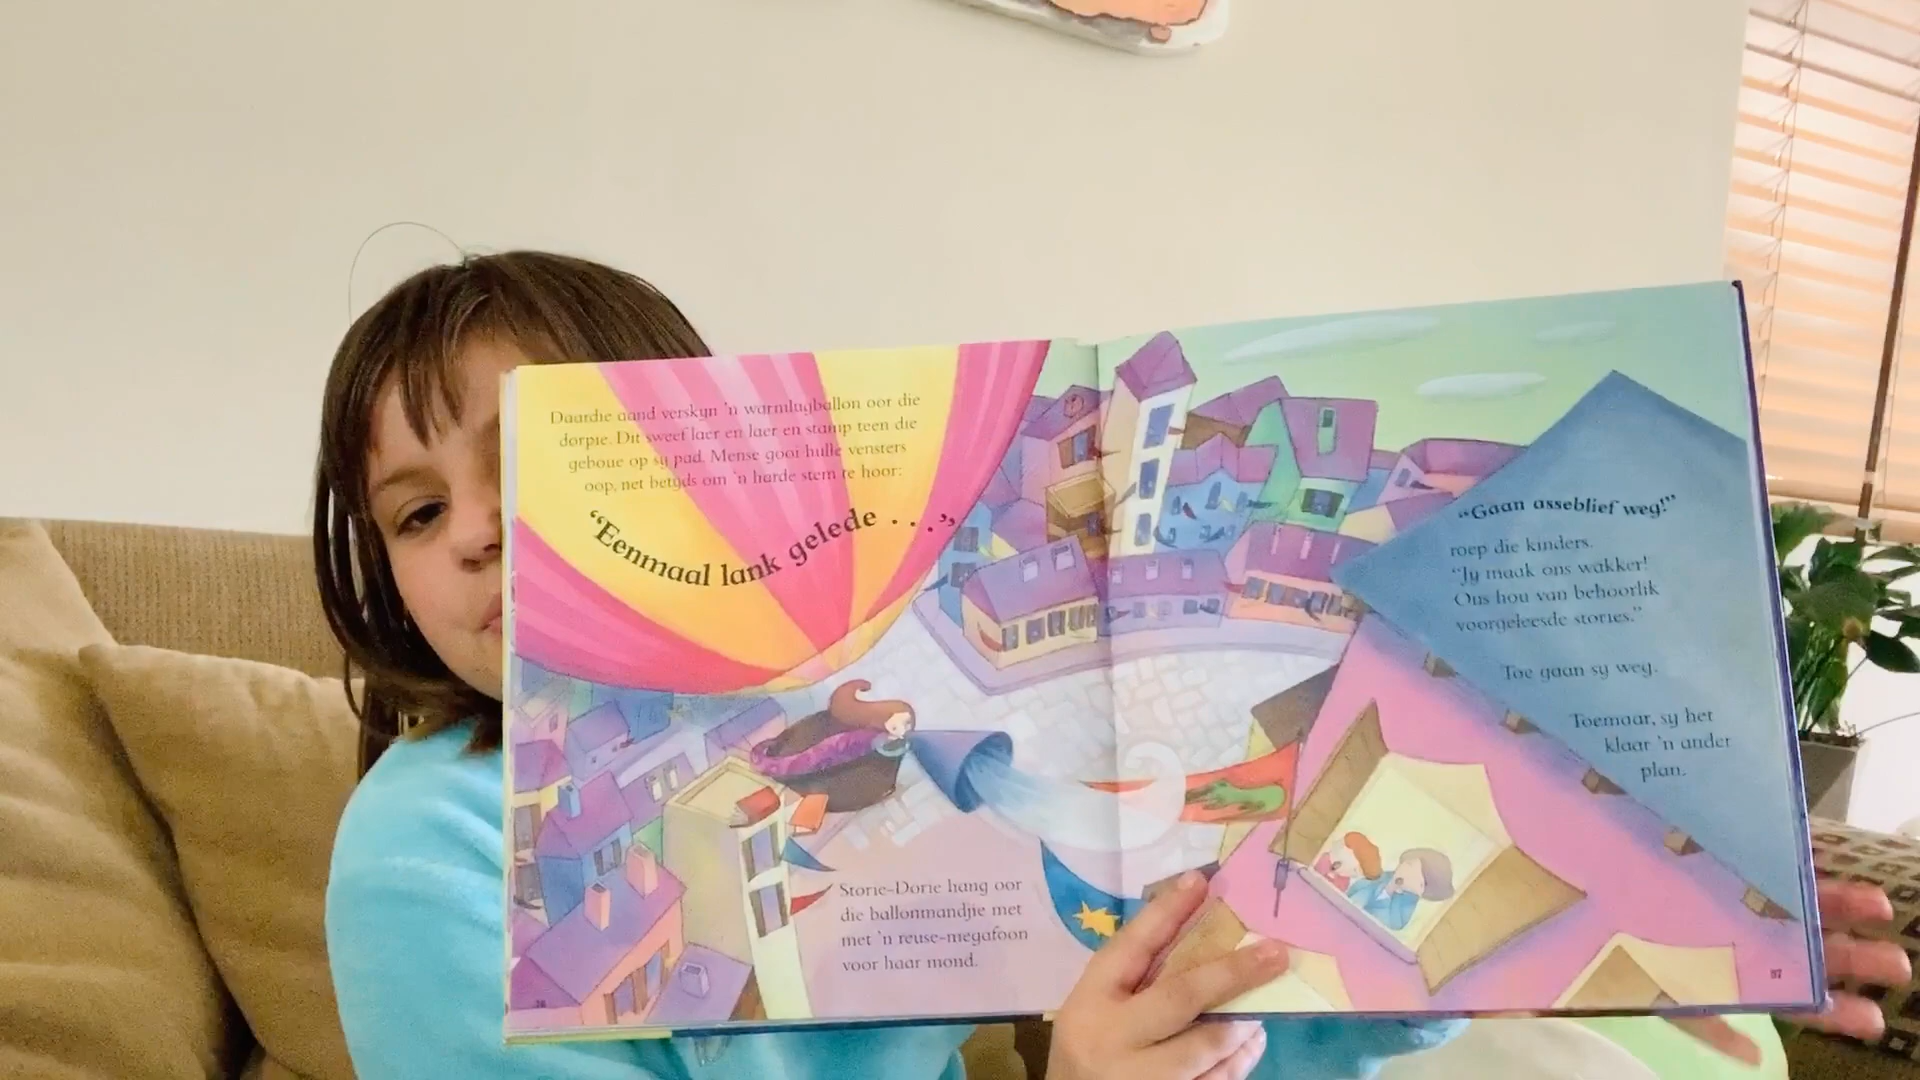 Daardie aand verskyn 'n warmlugballon oor die
dorpie. Dit sweef laer en laer en stamp teen die
geboue op sy pad. Mense gooi hulle vensters
oop, net betyds om 'n harde stem te hoor:
“Eenmaal lank gelede . . .”,
Storie-Dorie hang oor
die ballonmandjie met
met 'n reuse-megafoon
voor haar mond.
“Gaan asseblief weg!”
roep die kinders.
“Jy maak ons wakker!
Ons hou van behoorlik
voorgeleesde stories.”
Toe gaan sy weg.
Toemaar, sy het
klaar 'n ander
plan.